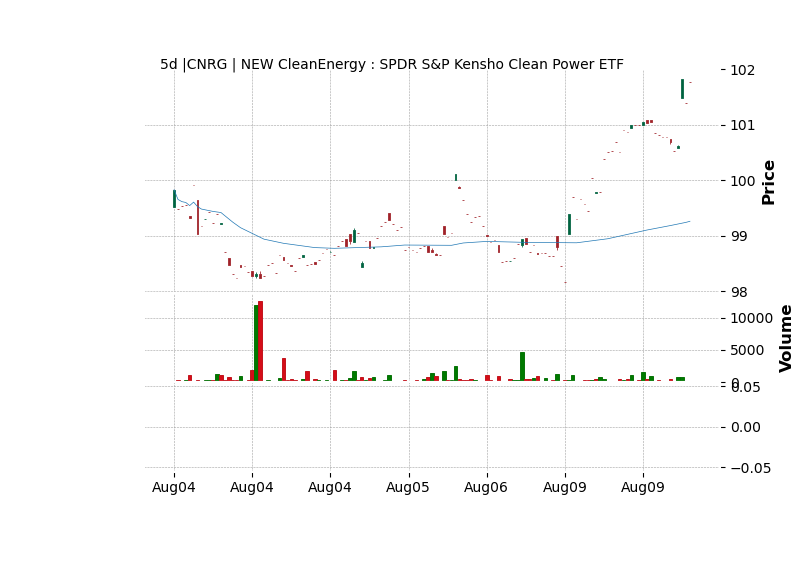 5d |CNRG | NEW CleanEnergy : SPDR S&P Kensho Clean Power ETF
102
101
100
99
98
Price
10000
5000
0
Volume
0.05
0.00
−0.05
Aug04 Aug04 Aug04 Aug05 Aug06 Aug09 Aug09